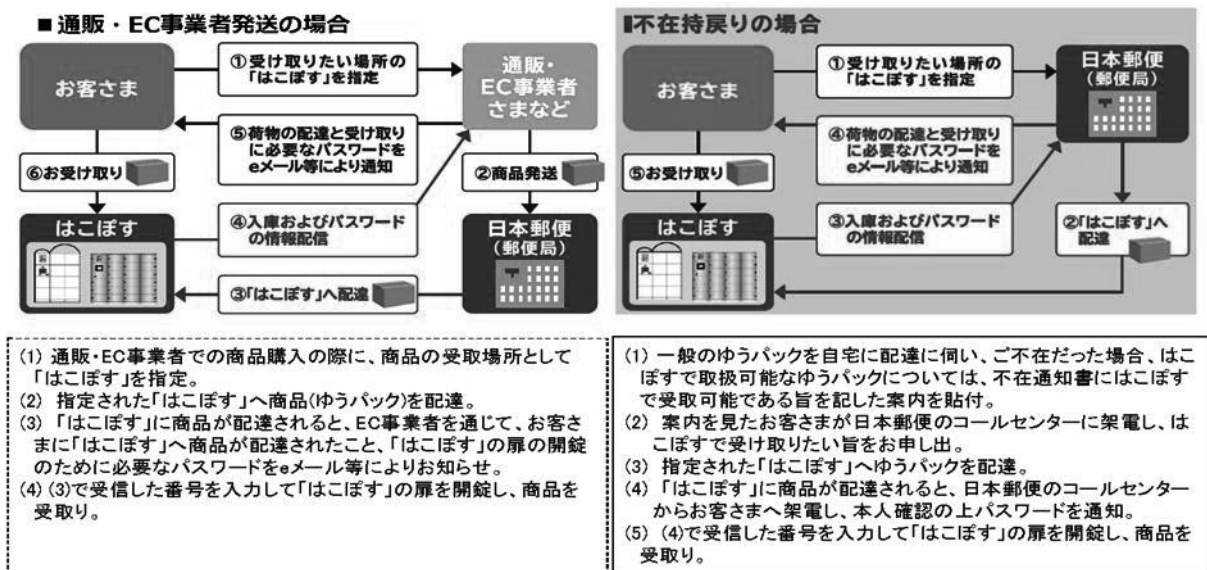 ■通販・EC事業者発送の場合
お客さま
①受け取りたい場所の
「はこぽす」を指定
通販・
EC事業者
さまなど
⑤荷物の配達と受け取り
に必要なパスワードを
eメール等により通知
⑥お受け取り
②商品発送
はこぽす
④入庫およびパスワード
の情報配信
日本郵便
(郵便局)
③「はこぽす」へ配達
■不在持戻りの場合
お客さま
①受け取りたい場所の
「はこぽす」を指定
日本郵便
(郵便局)
④荷物の配達と受け取り
に必要なパスワードを
eメール等により通知
⑤お受け取り
はこぽす
③入庫およびパスワード
の情報配信
②「はこぽす」へ
配達
(1) 通販・EC事業者での商品購入の際に、商品の受取場所として
「はこぽす」を指定。
(2) 指定された「はこぽす」へ商品(ゆうパック)を配達。
(3) 「はこぽす」に商品が配達されると、EC事業者を通じて、お客さ
まに「はこぽす」へ商品が配達されたこと、「はこぽす」の扉の開錠
のために必要なパスワードをeメール等によりお知らせ。
(4) (3)で受信した番号を入力して「はこぽす」の扉を開錠し、商品を
受取り。
(1) 一般のゆうパックを自宅に配達に伺い、ご不在だった場合、はこ
ぽすで取扱可能なゆうパックについては、不在通知書にはこぽす
で受取可能である旨を記した案内を貼付。
(2) 案内を見たお客さまが日本郵便のコールセンターに架電し、は
こぽすで受け取りたい旨をお申し出。
(3) 指定された「はこぽす」へゆうパックを配達。
(4) 「はこぽす」に商品が配達されると、日本郵便のコールセンター
からお客さまへ架電し、本人確認の上パスワードを通知。
(5) (4)で受信した番号を入力して「はこぽす」の扉を開錠し、商品を
受取り。